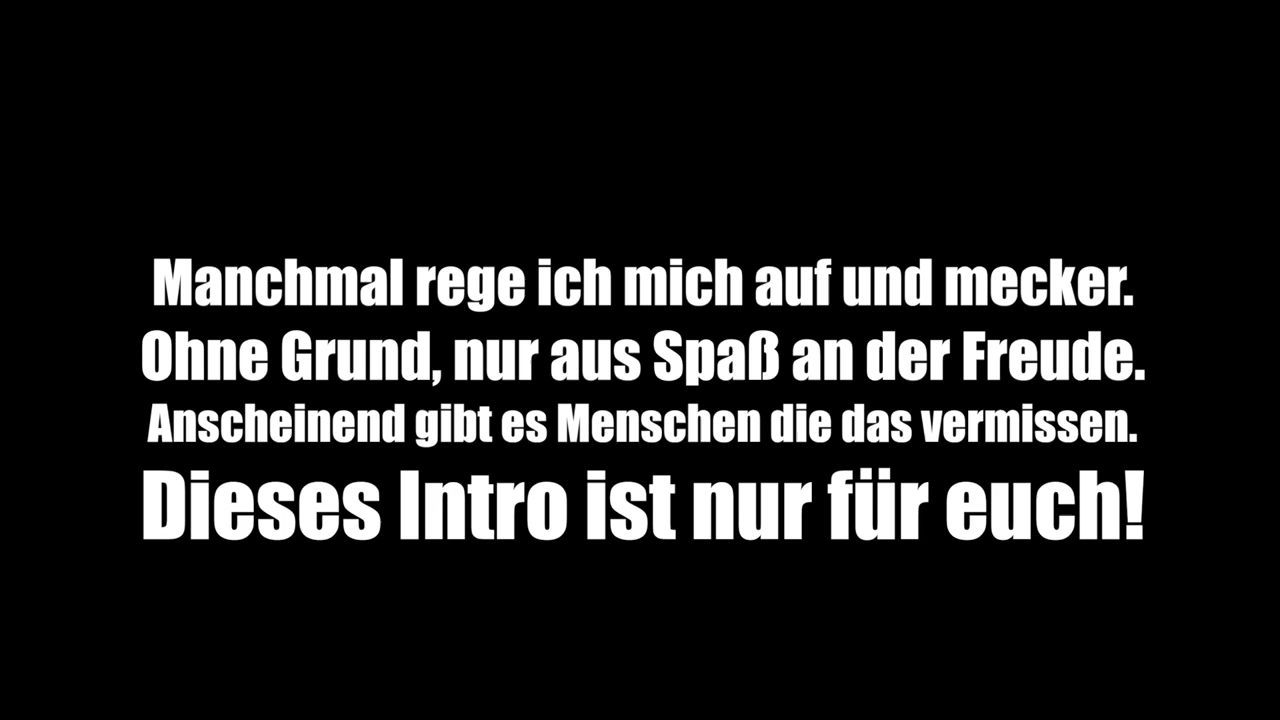 Manchmal rege ich mich auf und mecker.
Ohne Grund, nur aus Spaß an der Freude.
Anscheinend gibt es Menschen die das vermissen.
Dieses Intro ist nur für euch!